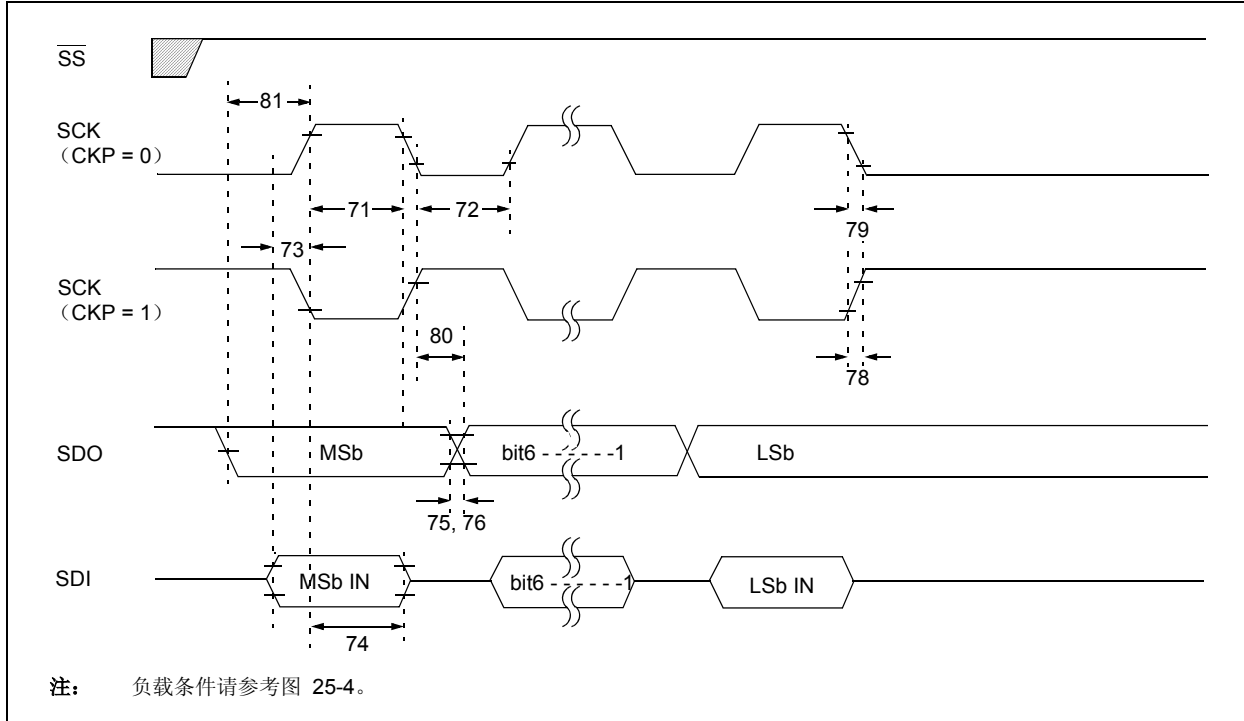 SS
81
SCK
（CKP = 0）
71
72
79
73
SCK
（CKP = 1）
80
78
SDO
MSb
bit6 - - - - - -1
LSb
75, 76
SDI
MSb IN
bit6 - - - - - - - -1
LSb IN
74
注： 负载条件请参考图 25-4。